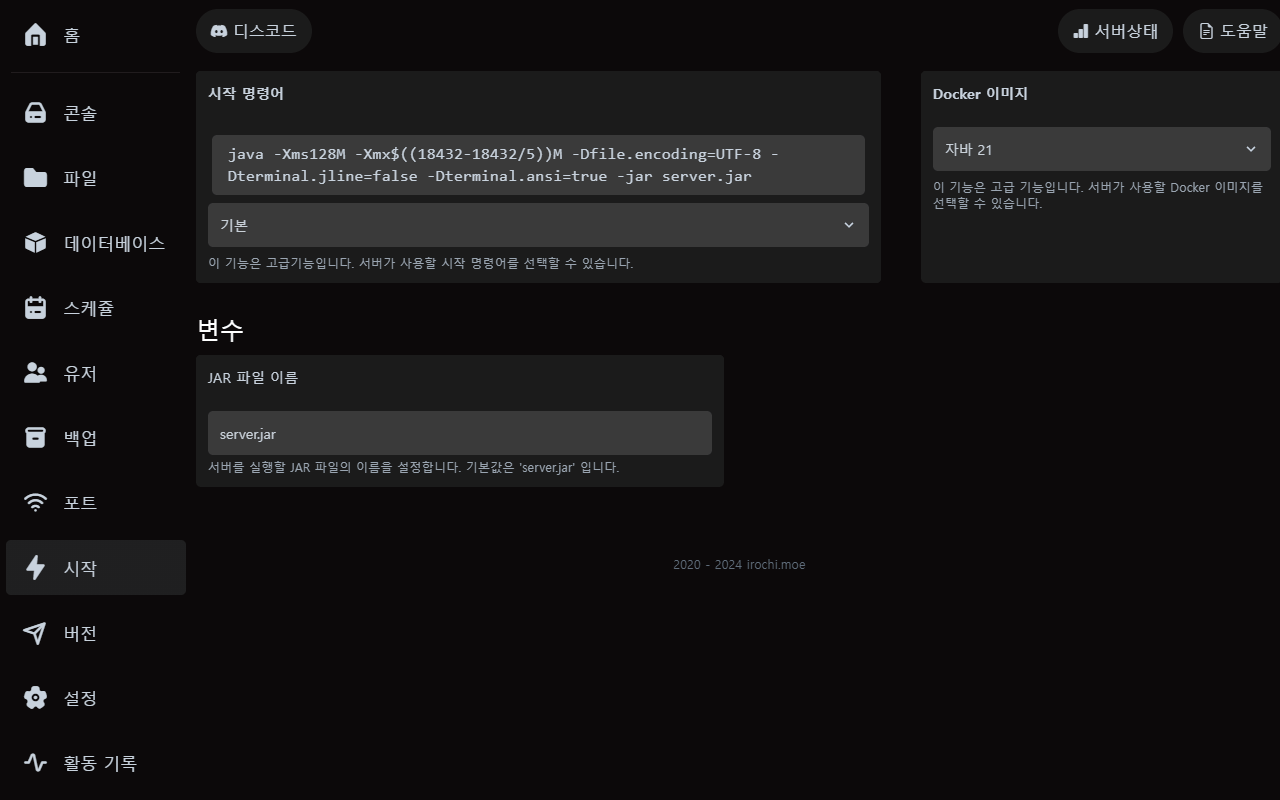 홈
콘솔
파일
데이터베이스
스케쥴
유저
백업
포트
시작
버전
설정
활동 기록
디스코드
서버상태
도움말
시작 명령어
java -Xms128M -Xmx$((18432-18432/5))M -Dfile.encoding=UTF-8 -
Dterminal.jline=false -Dterminal.ansi=true -jar server.jar
기본
이 기능은 고급기능입니다. 서버가 사용할 시작 명령어를 선택할 수 있습니다.
Docker 이미지
자바 21
이 기능은 고급 기능입니다. 서버가 사용할 Docker 이미지를
선택할 수 있습니다.
변수
JAR 파일 이름
server.jar
서버를 실행할 JAR 파일의 이름을 설정합니다. 기본값은 'server.jar' 입니다.
2020 - 2024 irochi.moe